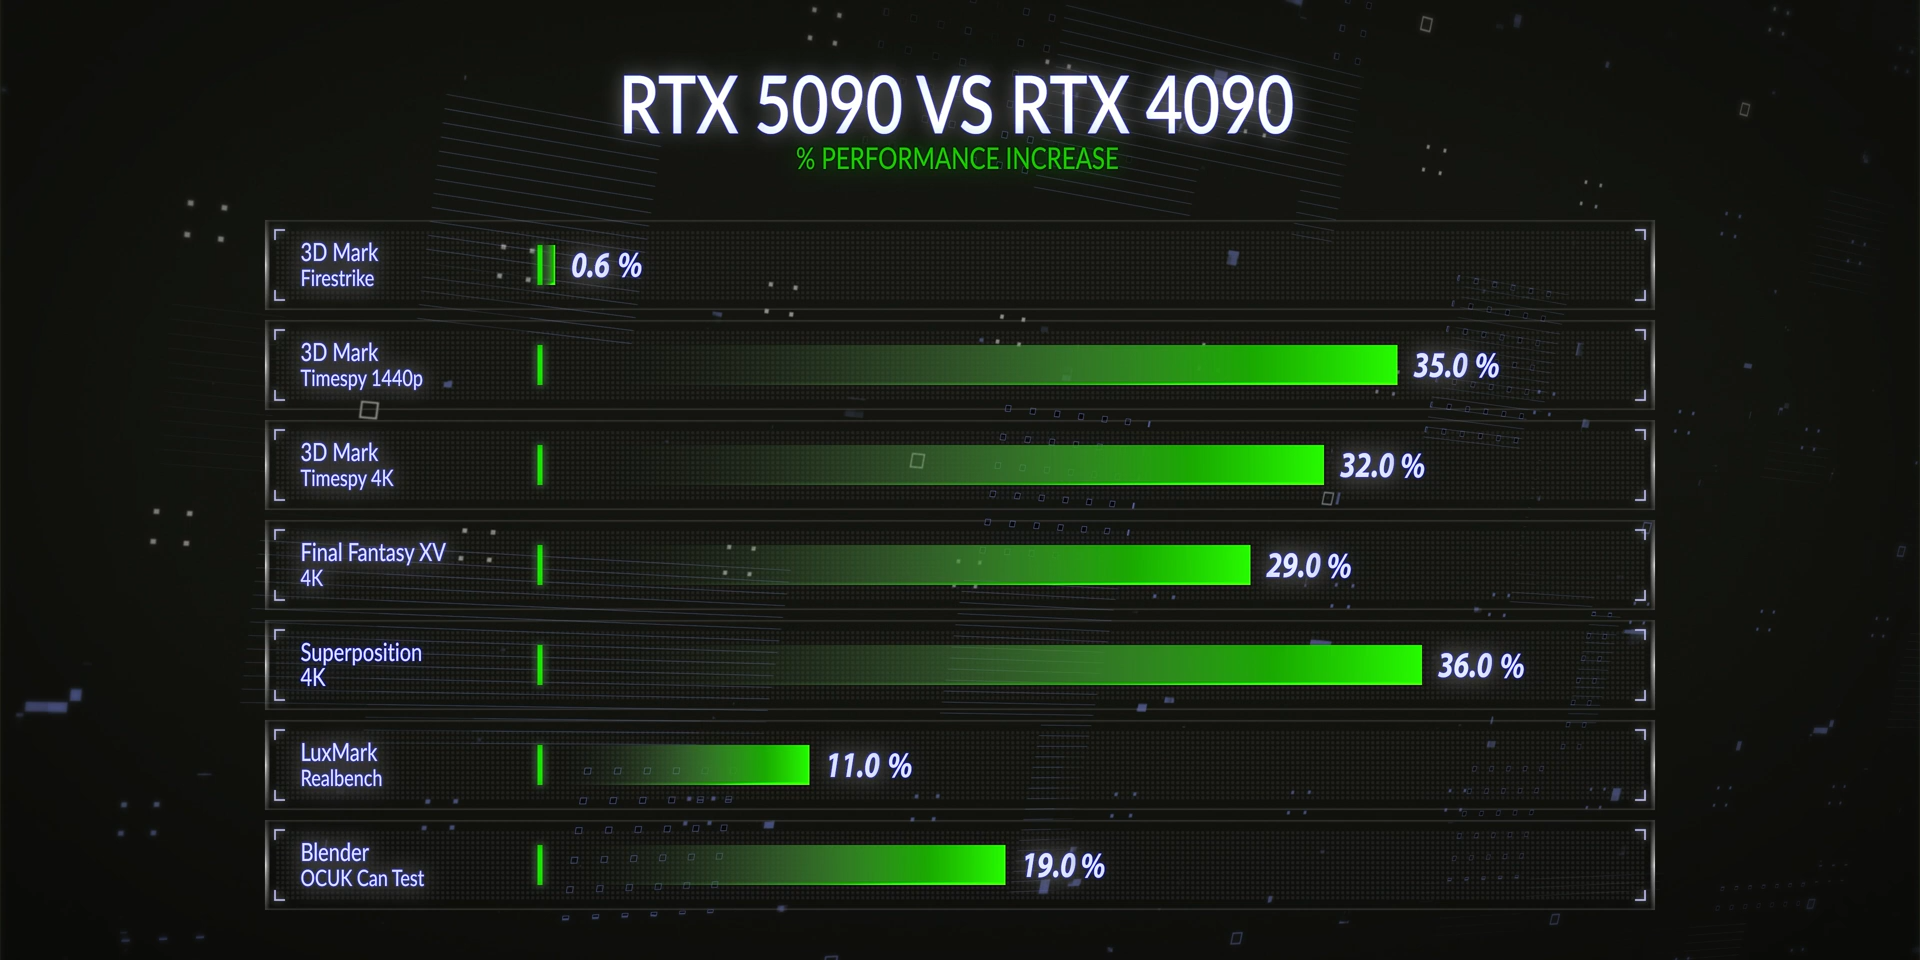 RTX 5090 VS RTX 4090
% PERFORMANCE INCREASE
3D Mark
Firestrike
0.6 %
3D Mark
Timespy 1440p
35.0 %
3D Mark
Timespy 4K
32.0 %
Final Fantasy XV
4K
29.0 %
Superposition
4K
36.0 %
LuxMark
Realbench
11.0 %
Blender
OCUK Can Test
19.0 %